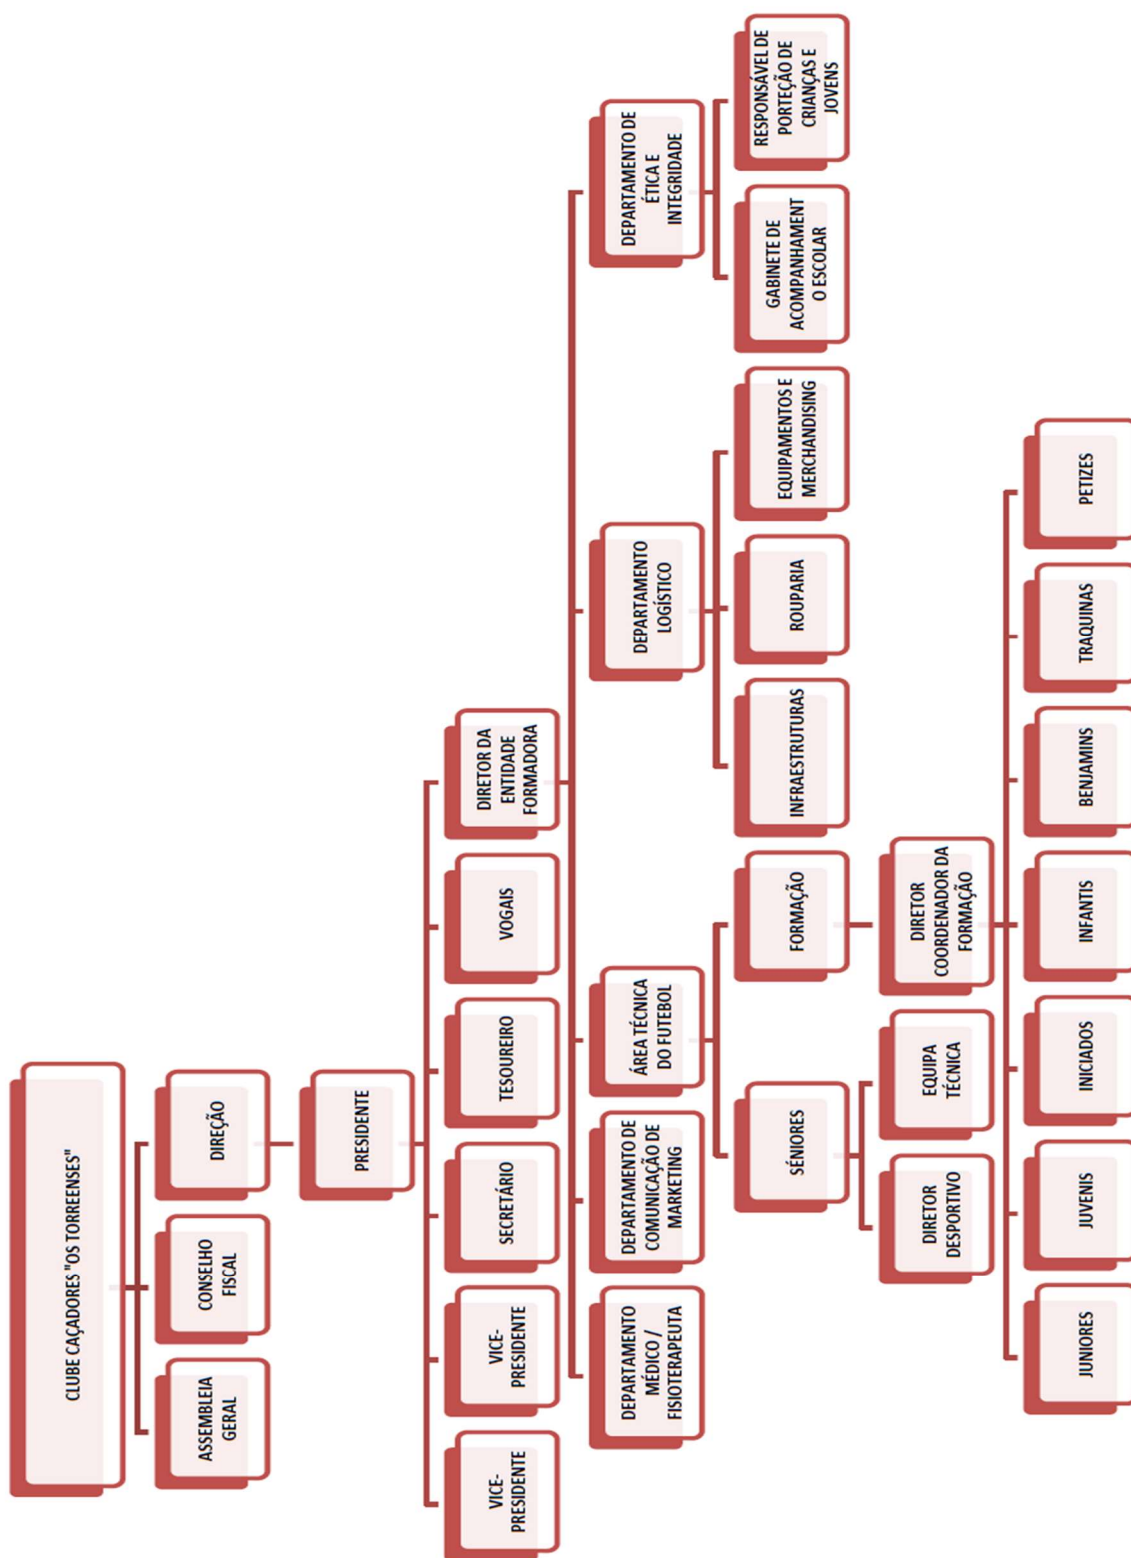 CLUBE CAÇADORES "OS TORREENSES"
ASSEMBLEIA
GERAL
CONSELHO
FISCAL
DIREÇÃO
PRESIDENTE
VICE-
PRESIDENTE
VICE-
PRESIDENTE
SECRETÁRIO
TESOUREIRO
VOGAIS
DIRETOR DA
ENTIDADE
FORMADORA
DEPARTAMENTO
MÉDICO /
FISIOTERAPEUTA
DEPARTAMENTO DE
COMUNICAÇÃO DE
MARKETING
ÁREA TÉCNICA
DO FUTEBOL
DEPARTAMENTO
LOGÍSTICO
DEPARTAMENTO DE
ÉTICA E
INTEGRIDADE
SÉNIORES
FORMAÇÃO
INFRAESTRUTURAS
ROUPARIA
EQUIPAMENTOS E
MERCHANDISING
GABINETE DE
ACOMPANHAMENT
O ESCOLAR
RESPONSÁVEL DE
PORTEÇÃO DE
CRIANÇAS E
JOVENS
DIRETOR
DESPORTIVO
EQUIPA
TÉCNICA
DIRETOR
COORDENADOR DA
FORMAÇÃO
JUNIORES
JUVENIS
INICIADOS
INFANTIS
BENJAMINS
TRAQUINAS
PETIZES